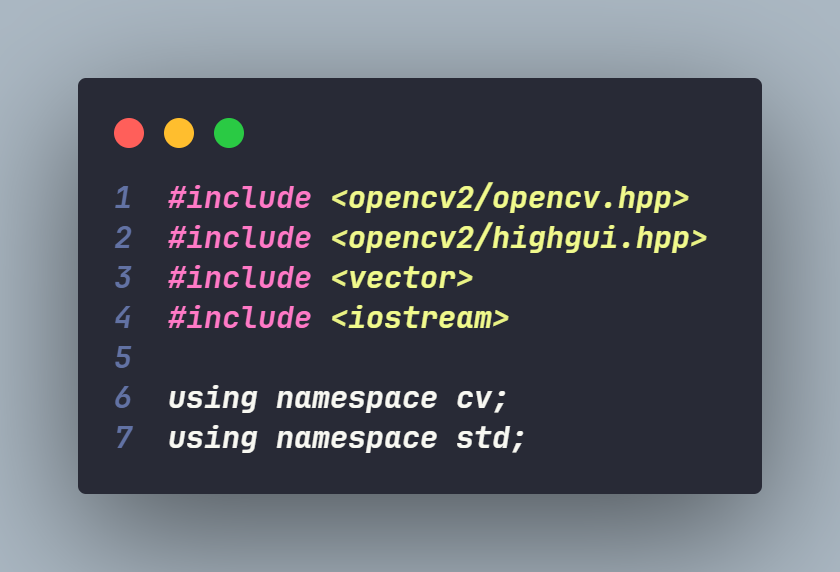 1 #include <opencv2/opencv.hpp>
2 #include <opencv2/highgui.hpp>
3 #include <vector>
4 #include <iostream>
5
6 using namespace cv;
7 using namespace std;